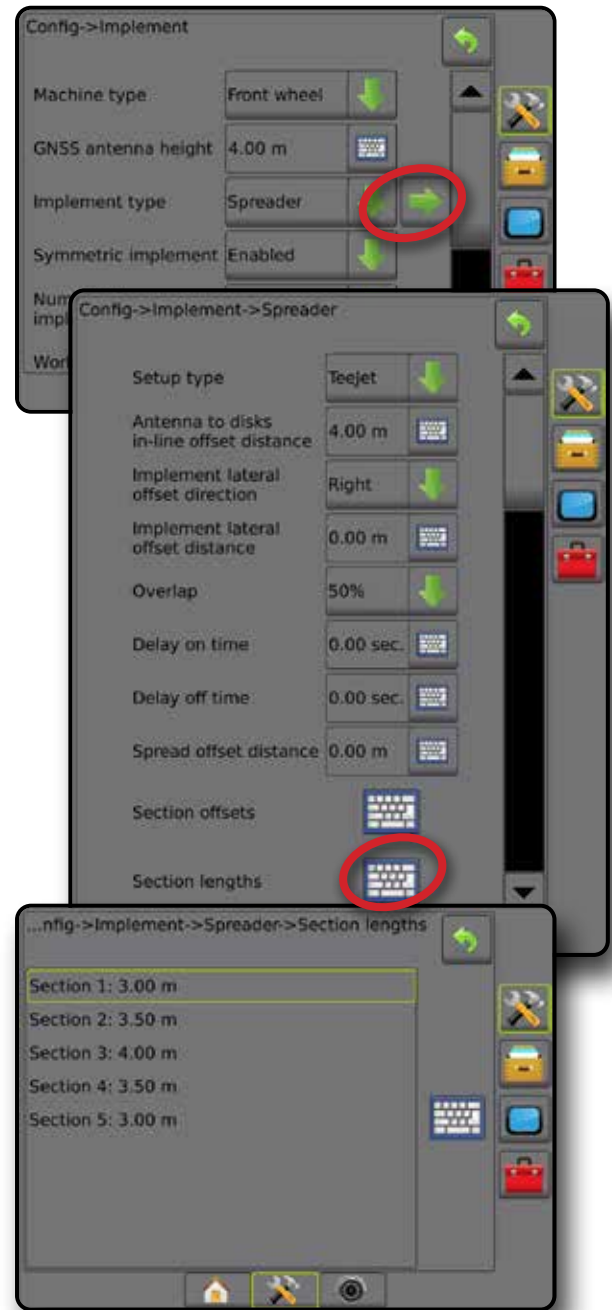 Config->Implement
Machine type Front wheel
GNSS antenna height 4.00 m
Implement type Spreader
Symmetric implement Enabled
Num
impl
Wor
Config->Implement->Spreader
Setup type Teejet
Antenna to disks
in-line offset distance 4.00 m
Implement lateral
offset direction Right
Implement lateral
offset distance 0.00 m
Overlap 50%
Delay on time 0.00 sec.
Delay off time 0.00 sec.
Spread offset distance 0.00 m
Section offsets
Section lengths
...nfig->Implement->Spreader->Section lengths
Section 1: 3.00 m
Section 2: 3.50 m
Section 3: 4.00 m
Section 4: 3.50 m
Section 5: 3.00 m